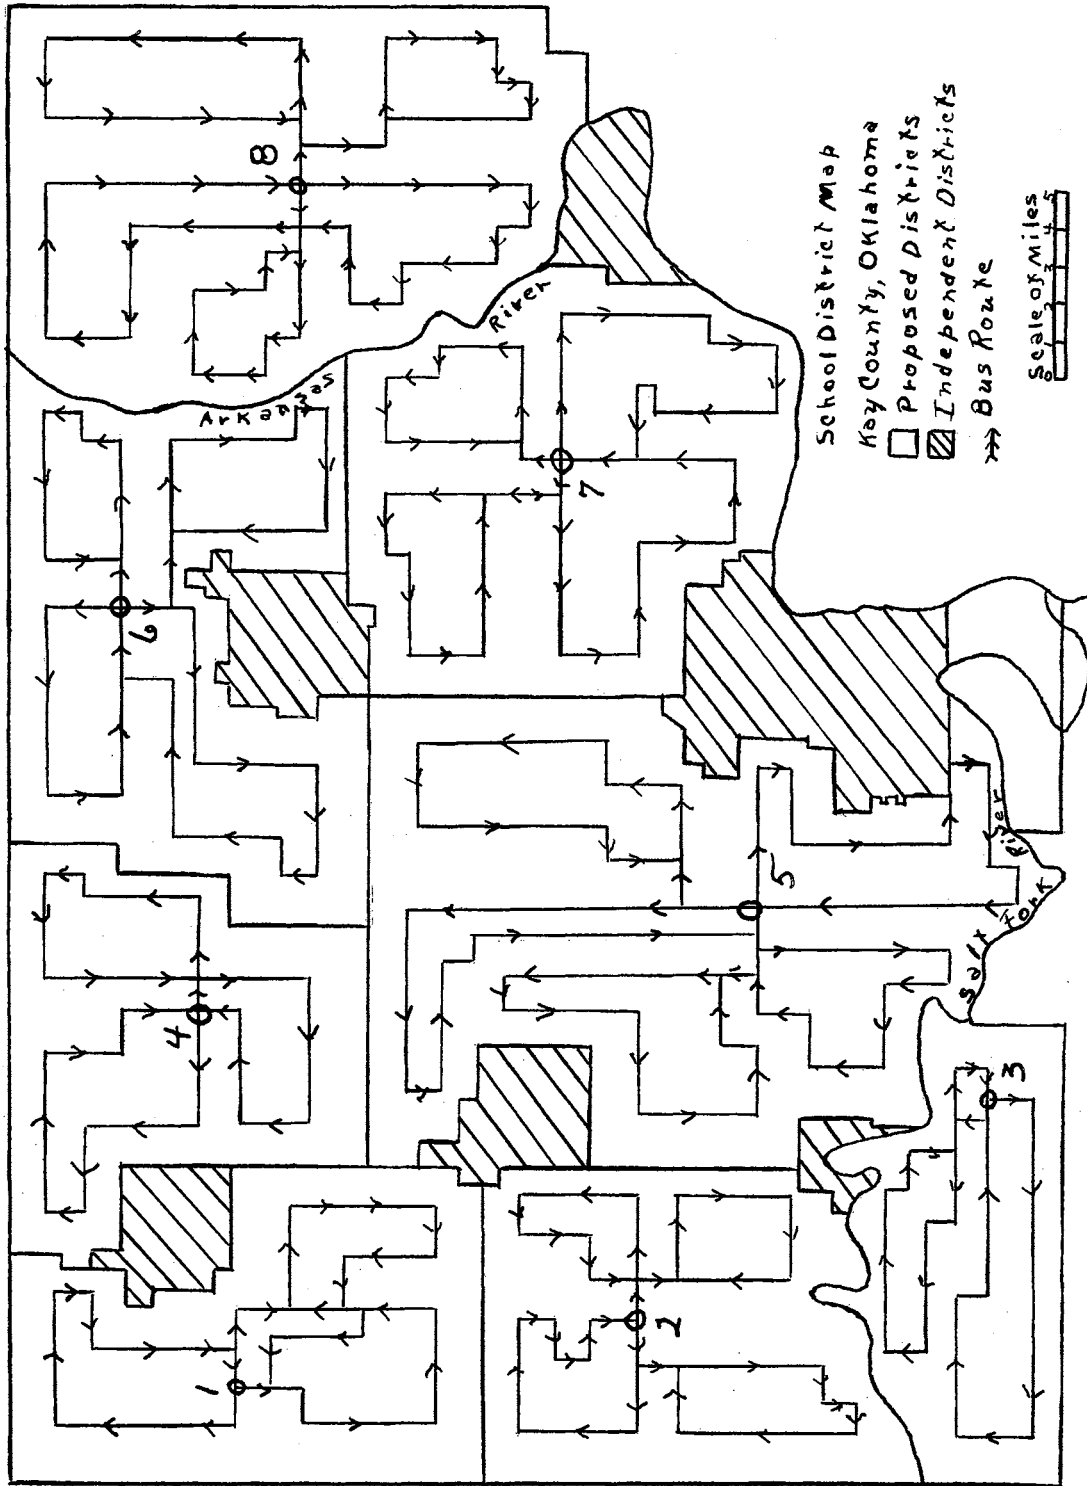 8
Arkansas
River
6
7
4
5
1
2
3
Salt Fork
River
School District Map
Kay County, Oklahoma
Proposed Districts
Independent Districts
Bus Route
Scale of Miles
0 1 2 3 4 5